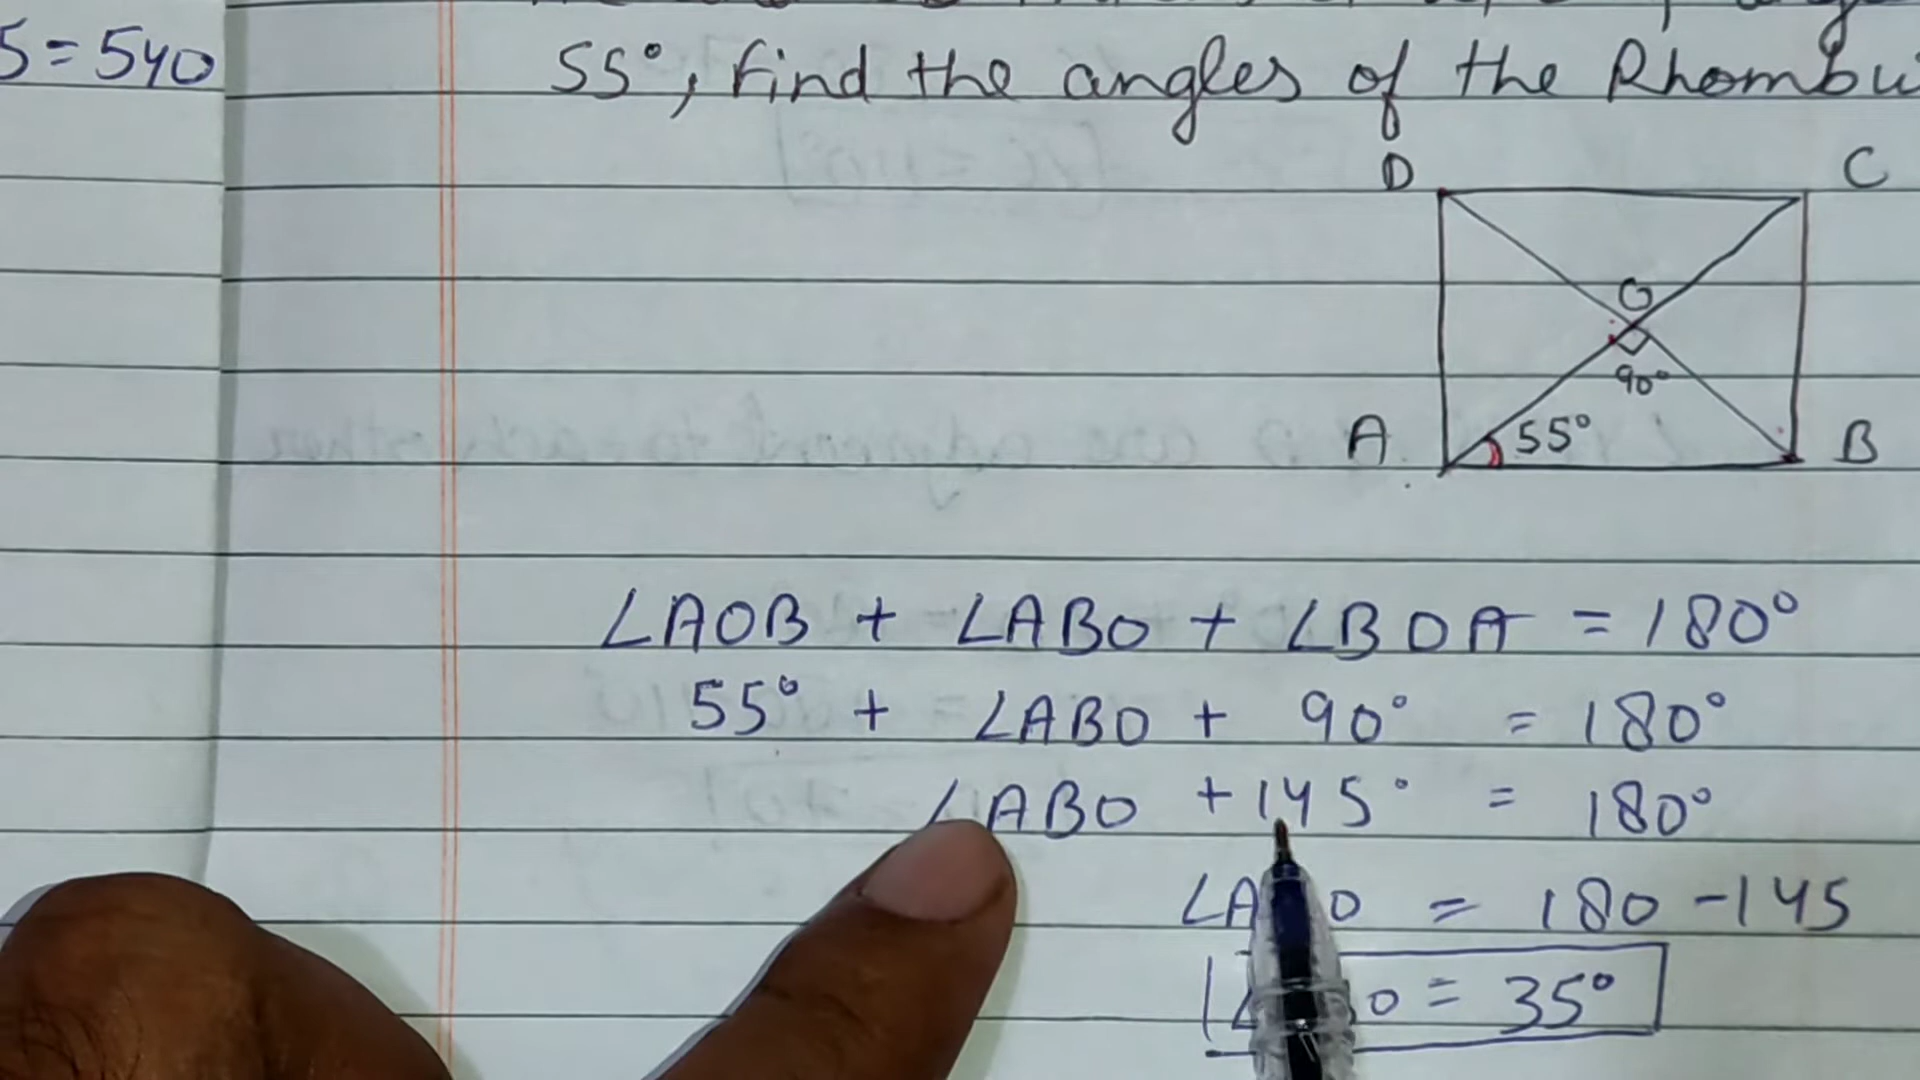 5 = 540
55°, find the angles of the Rhombu
D C
O
90°
A 55° B
∠AOB + ∠ABO + ∠BOA = 180°
55° + ∠ABO + 90° = 180°
∠ABO + 145° = 180°
∠A O = 180 - 145
∠ O = 35°